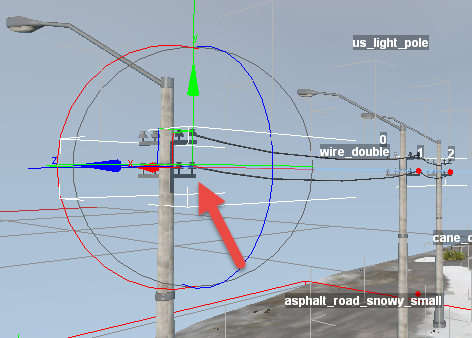 us_light_pole
0
wire_double
1
2
z
x
cane_c
asphalt_road_snowy_small